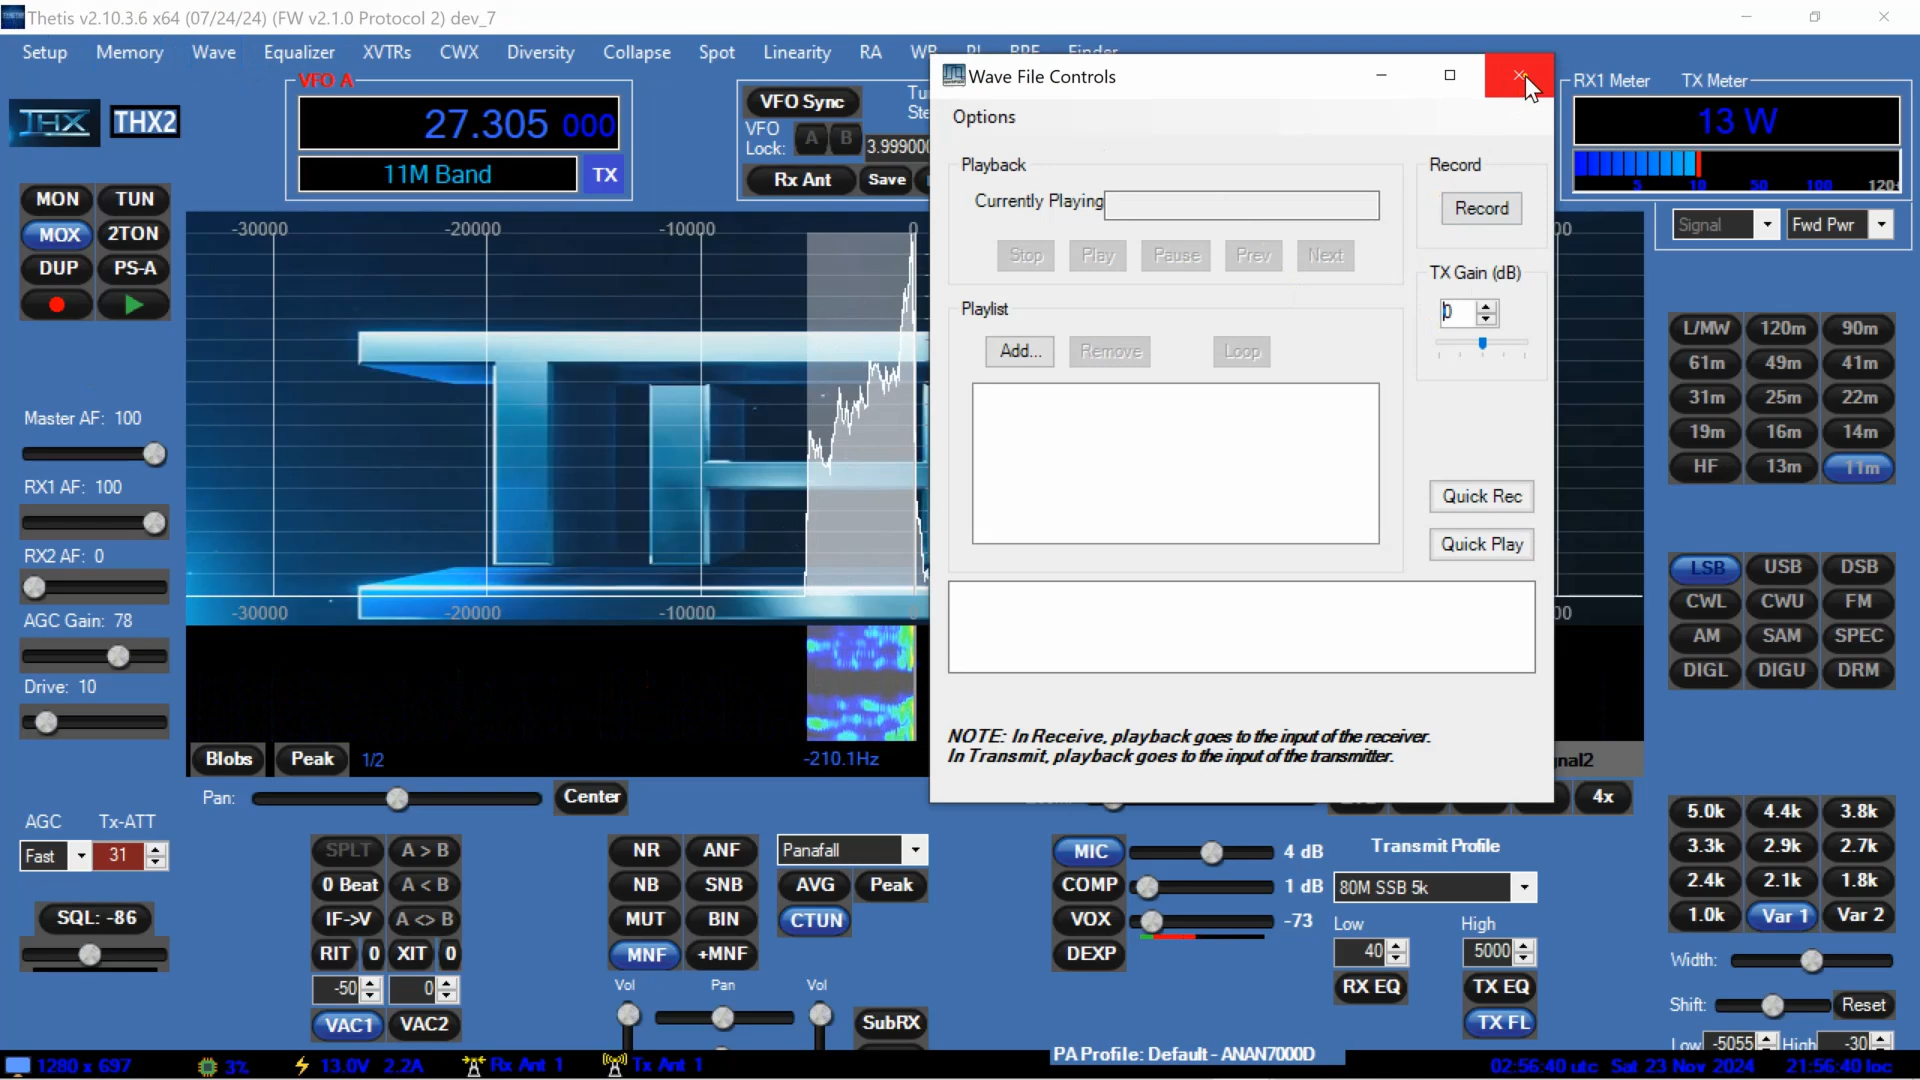 Thetis v2.10.3.6 x64 (07/24/24) (FW v2.1.0 Protocol 2) dev_7
Setup Memory Wave Equalizer XVTRs CWX Diversity Collapse Spot Linearity RA Finder
VFO A
27.305 000
11M Band TX
THX THX2
VFO Sync
VFO Lock: A B
3.999000
Rx Ant Save
Wave File Controls
Options
Playback
Currently Playing
Stop Play Pause Prev Next
Record
Record
TX Gain (dB)
0
Playlist
Add... Remove Loop
Quick Rec
Quick Play
NOTE: In Receive, playback goes to the input of the receiver.
In Transmit, playback goes to the input of the transmitter.
RX1 Meter TX Meter
13 W
5 10 50 100 120+
Signal Fwd Pwr
MON TUN
MOX 2TON
DUP PS-A
-30000 -20000 -10000 0
-30000 -20000 -10000 0
Master AF: 100
RX1 AF: 100
RX2 AF: 0
AGC Gain: 78
Drive: 10
L/MW 120m 90m
61m 49m 41m
31m 25m 22m
19m 16m 14m
HF 13m 11m
LSB USB DSB
CWL CWU FM
AM SAM SPEC
DIGL DIGU DRM
Blobs Peak 1/2 -210.1Hz
Pan: Center 4x
AGC Tx-ATT
Fast 31
SQL: -86
SPLT A > B
0 Beat A < B
IF->V A <> B
RIT 0 XIT 0
-50 0
VAC1 VAC2
NR ANF
NB SNB
MUT BIN
MNF +MNF
Vol Pan Vol
Panafall
AVG Peak
CTUN
SubRX
MIC 4 dB
COMP 1 dB
VOX -73
DEXP
Transmit Profile
80M SSB 5k
Low High
40 5000
RX EQ TX EQ
TX FL
5.0k 4.4k 3.8k
3.3k 2.9k 2.7k
2.4k 2.1k 1.8k
1.0k Var 1 Var 2
Width:
Shift: Reset
Low -5055 High -30
1280 x 697 3% 13.0V 2.2A Rx Ant 1 Tx Ant 1
PA Profile: Default - ANAN7000D
02:56:40 utc Sat 23 Nov 2024 21:56:40 loc